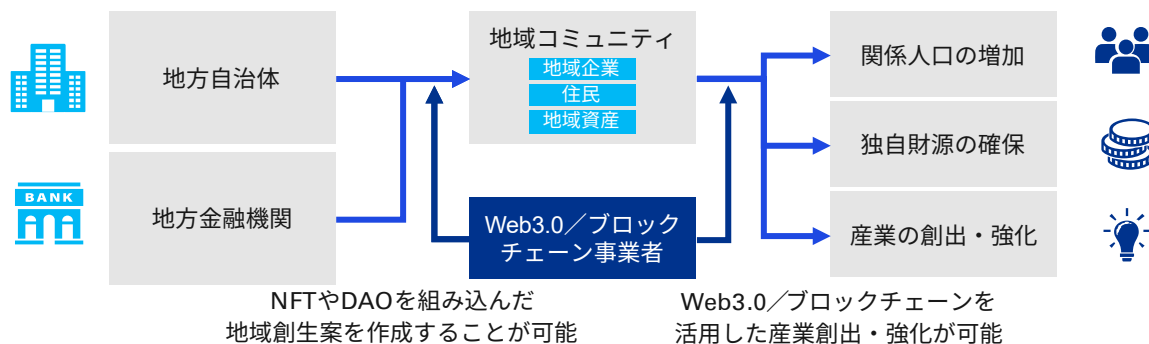 地方自治体
BANK
地方金融機関
地域コミュニティ
地域企業
住民
地域資産
Web3.0／ブロック
チェーン事業者
関係人口の増加
独自財源の確保
産業の創出・強化
NFTやDAOを組み込んだ
地域創生案を作成することが可能
Web3.0／ブロックチェーンを
活用した産業創出・強化が可能